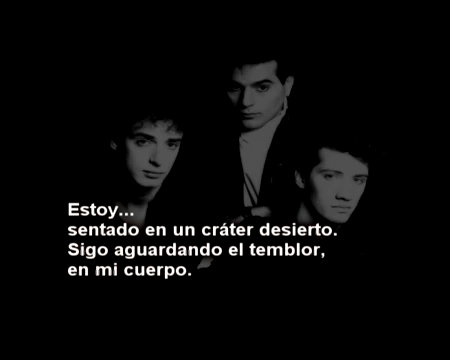 Estoy...
sentado en un cráter desierto.
Sigo aguardando el temblor,
en mi cuerpo.